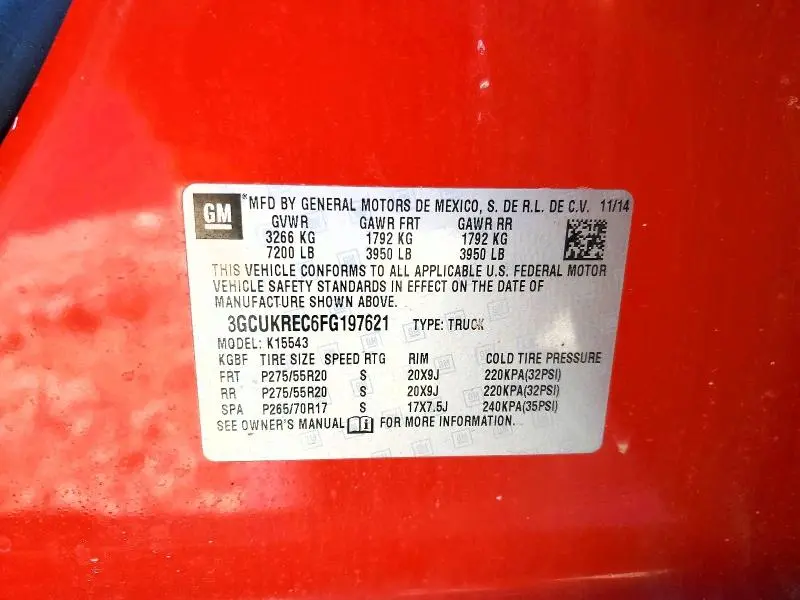 GM ®MFD BY GENERAL MOTORS DE MEXICO, S. DE R.L. DE C.V. 11/14
GVWR GAWR FRT GAWR RR
3266 KG 1792 KG 1792 KG
7200 LB 3950 LB 3950 LB
THIS VEHICLE CONFORMS TO ALL APPLICABLE U.S. FEDERAL MOTOR
VEHICLE SAFETY STANDARDS IN EFFECT ON THE DATE OF
MANUFACTURE SHOWN ABOVE.
3GCUKREC6FG197621 TYPE: TRUCK
MODEL: K15543
KGBF TIRE SIZE SPEED RTG RIM COLD TIRE PRESSURE
FRT P275/55R20 S 20X9J 220KPA(32PSI)
RR P275/55R20 S 20X9J 220KPA(32PSI)
SPA P265/70R17 S 17X7.5J 240KPA(35PSI)
SEE OWNER'S MANUAL FOR MORE INFORMATION.